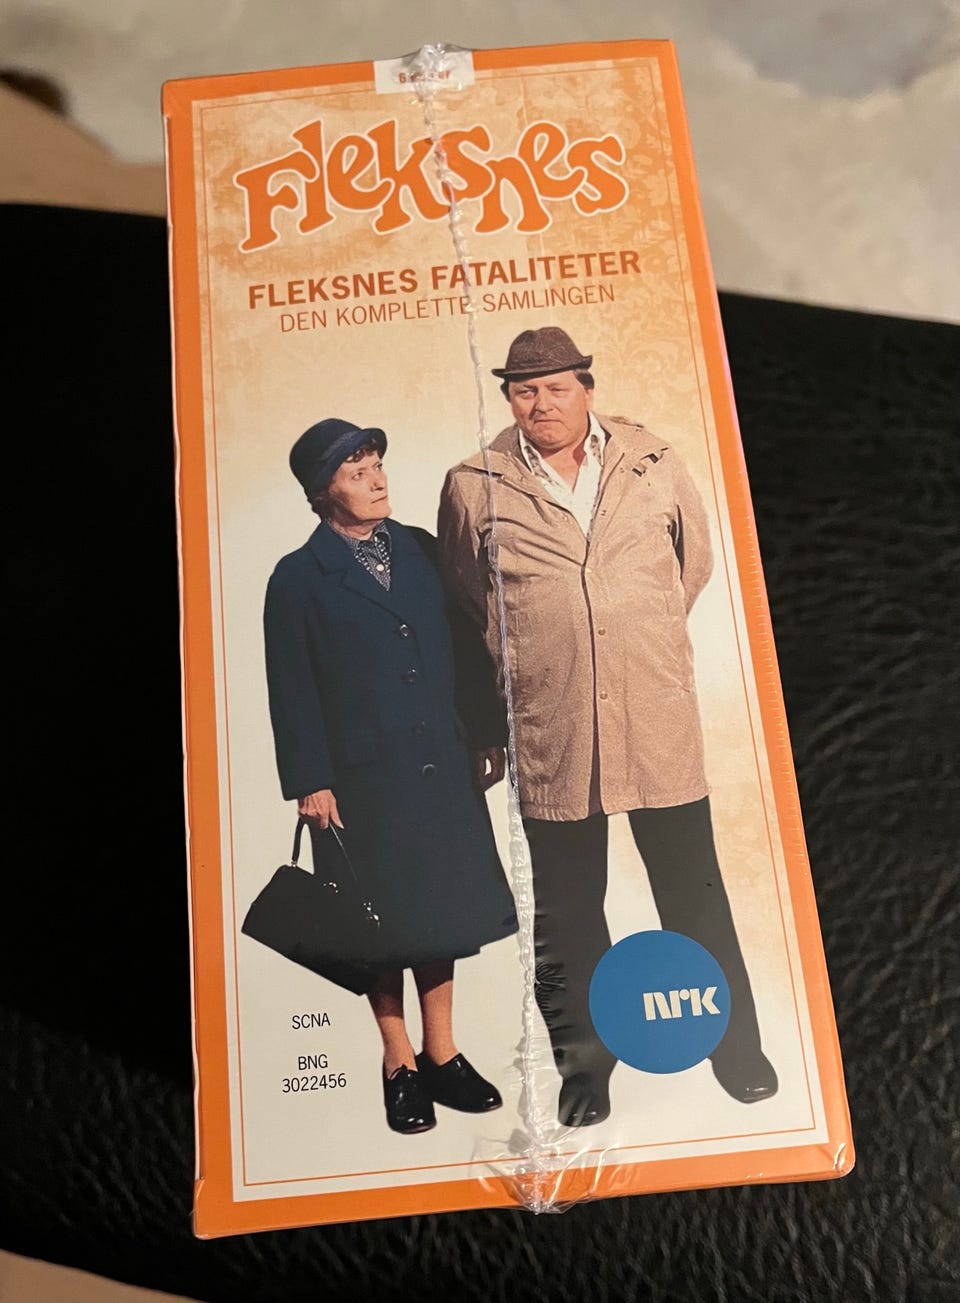 Fleksnes
FLEKSNES FATALITETER
DEN KOMPLETTE SAMLINGEN
SCNA
BNG
3022456
NRK